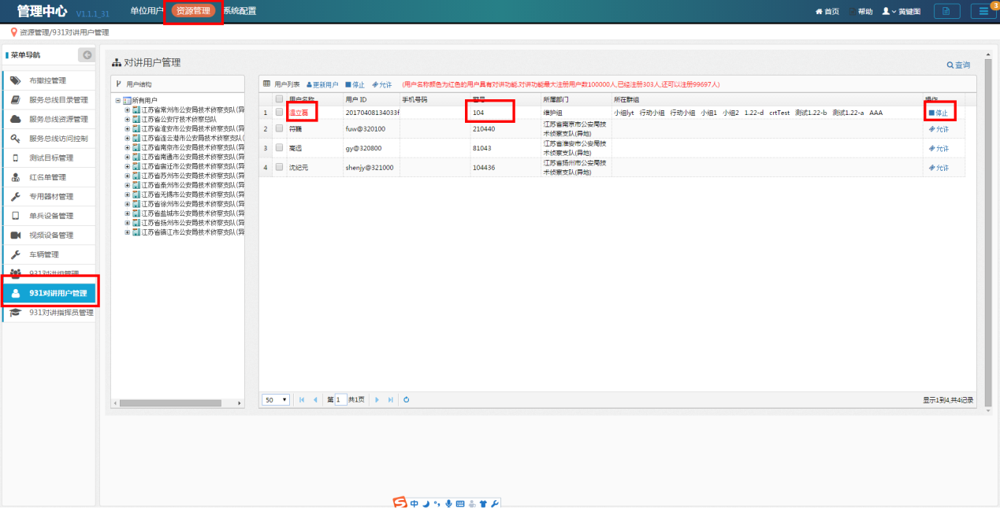 管理中心 V1.1.1_31 单位用户 资源管理 系统配置 首页 帮助 黄键图 3
资源管理/931对讲用户管理
菜单导航
布撤控管理
服务总线目录管理
服务总线资源管理
服务总线访问控制
测试目标管理
红名单管理
专用器材管理
单兵设备管理
视频设备管理
车辆管理
931对讲组管理
931对讲用户管理
931对讲指挥员管理
对讲用户管理
查询
用户结构
所有用户
江苏省常州市公安局技术侦察支队(异
江苏省公安厅技术侦察总队
江苏省淮安市公安局技术侦察支队(异
江苏省连云港市公安局技术侦察支队(
江苏省南京市公安局技术侦察支队(异
江苏省南通市公安局技术侦察支队(异
江苏省宿迁市公安局技术侦察支队(异
江苏省苏州市公安局技术侦察支队(异
江苏省泰州市公安局技术侦察支队(异
江苏省无锡市公安局技术侦察支队(异
江苏省徐州市公安局技术侦察支队(异
江苏省盐城市公安局技术侦察支队(异
江苏省扬州市公安局技术侦察支队(异
江苏省镇江市公安局技术侦察支队(异
用户列表 更新用户 停止 允许 (用户名称颜色为红色的用户具有对讲功能.对讲功能最大注册用户数100000人,已经注册303人,还可以注册99697人)
用户名称 用户 ID 手机号码 警号 所属部门 所在群组 操作
1 温立磊 20170408134033f 104 维护组 小组lyt 行动小组 行动小组 小组1 小组2 1.22-d crtTest 测试1.22-b 测试1.22-a AAA 停止
2 符巍 fuw@320100 210440 江苏省南京市公安局技术侦察支队(异地) 允许
3 高远 gy@320800 81043 江苏省淮安市公安局技术侦察支队(异地) 允许
4 沈纪元 shenjy@321000 104436 江苏省扬州市公安局技术侦察支队(异地) 允许
50 第 1 共1页 显示1到4,共4记录
中